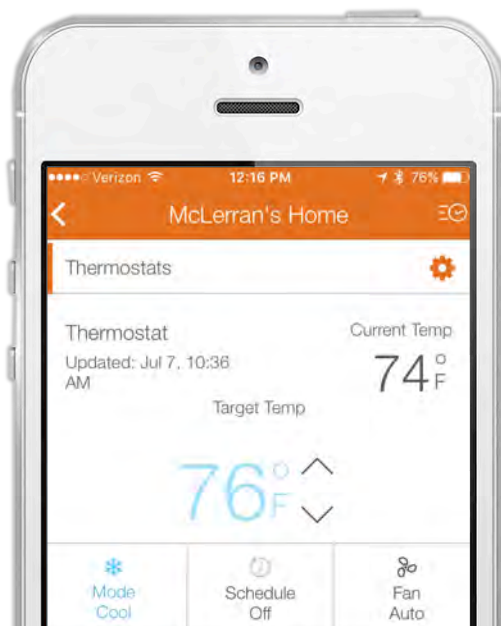 Verizon 12:16 PM 76%
McLerran's Home
Thermostats
Thermostat
Current Temp
Updated: Jul 7, 10:36
AM
74°F
Target Temp
76°F
Mode Schedule Fan
Cool Off Auto